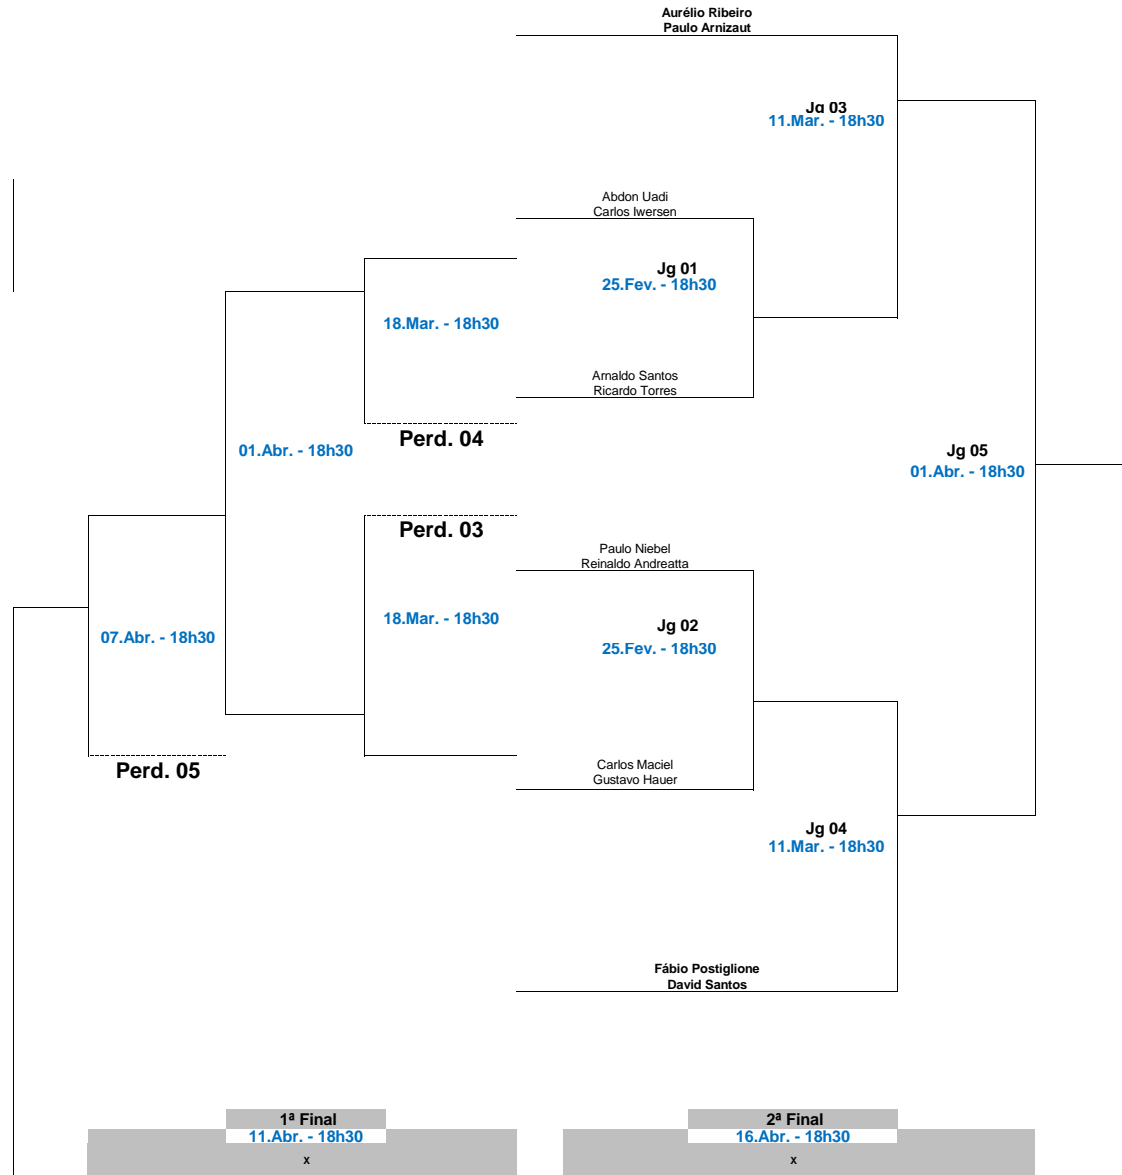 Aurélio Ribeiro
Paulo Arnizaut
Jg 03
11.Mar. - 18h30
Abdon Uadi
Carlos Iwersen
Jg 01
25.Fev. - 18h30
18.Mar. - 18h30
Arnaldo Santos
Ricardo Torres
Perd. 04
01.Abr. - 18h30
Jg 05
01.Abr. - 18h30
Perd. 03
Paulo Niebel
Reinaldo Andreatta
18.Mar. - 18h30
Jg 02
25.Fev. - 18h30
07.Abr. - 18h30
Perd. 05
Carlos Maciel
Gustavo Hauer
Jg 04
11.Mar. - 18h30
Fábio Postiglione
David Santos
1ª Final
11.Abr. - 18h30
x
2ª Final
16.Abr. - 18h30
x